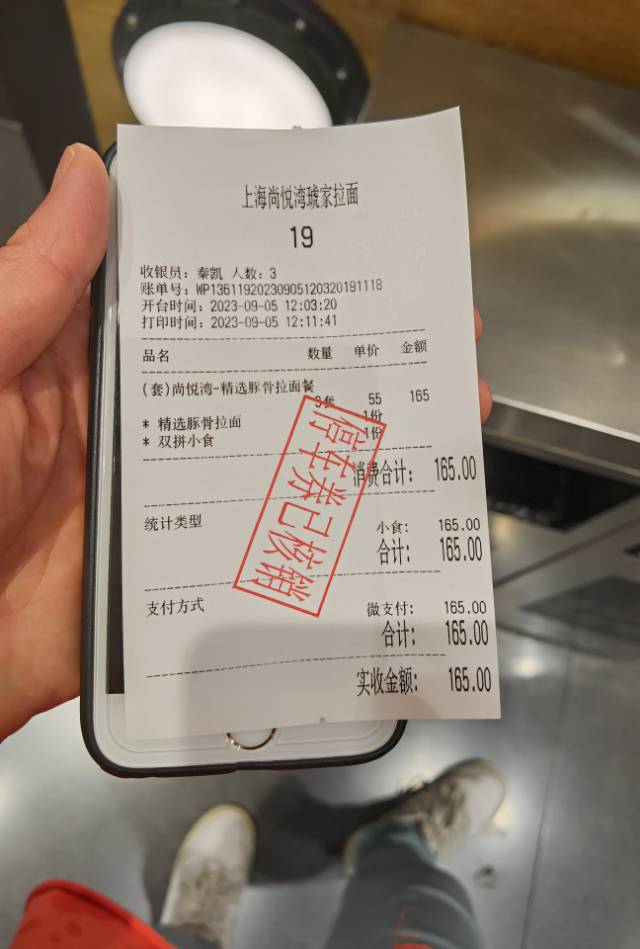 上海尚悦湾琥家拉面
19
收银员: 秦凯 人数: 3
账单号: WP13611920230905120320191118
开台时间: 2023-09-05 12:03:20
打印时间: 2023-09-05 12:11:41
品名 数量 单价 金额
(套)尚悦湾-精选豚骨拉面餐
3套 55 165
* 精选豚骨拉面 1份
* 双拼小食 1份
停车券已核销
消费合计: 165.00
统计类型
小食: 165.00
合计: 165.00
支付方式
微支付: 165.00
合计: 165.00
实收金额: 165.00